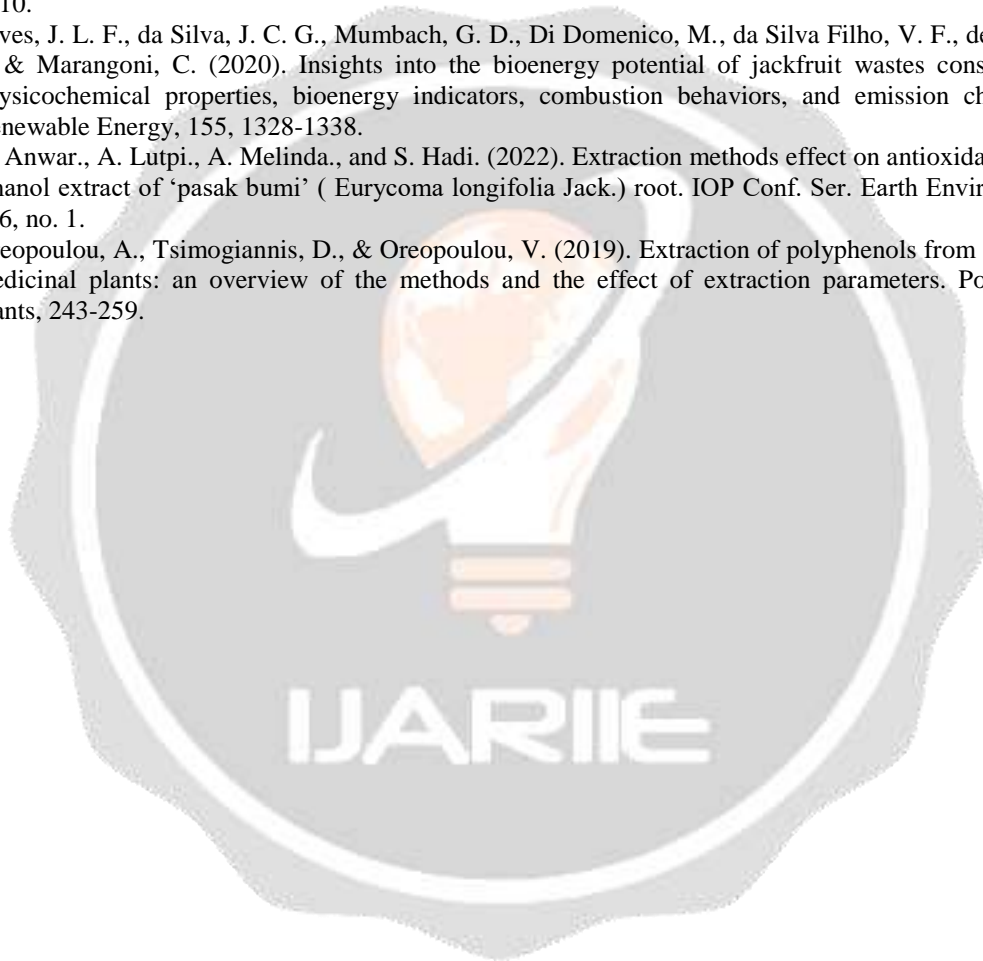 10.
ves, J. L. F., da Silva, J. C. G., Mumbach, G. D., Di Domenico, M., da Silva Filho, V. F., de
& Marangoni, C. (2020). Insights into the bioenergy potential of jackfruit wastes cons
ysicochemical properties, bioenergy indicators, combustion behaviors, and emission ch
enewable Energy, 155, 1328-1338.
Anwar., A. Lutpi., A. Melinda., and S. Hadi. (2022). Extraction methods effect on antioxida
hanol extract of ‘pasak bumi’ ( Eurycoma longifolia Jack.) root. IOP Conf. Ser. Earth Envir
6, no. 1.
eopoulou, A., Tsimogiannis, D., & Oreopoulou, V. (2019). Extraction of polyphenols from
edicinal plants: an overview of the methods and the effect of extraction parameters. Po
ants, 243-259.
IJARIIE